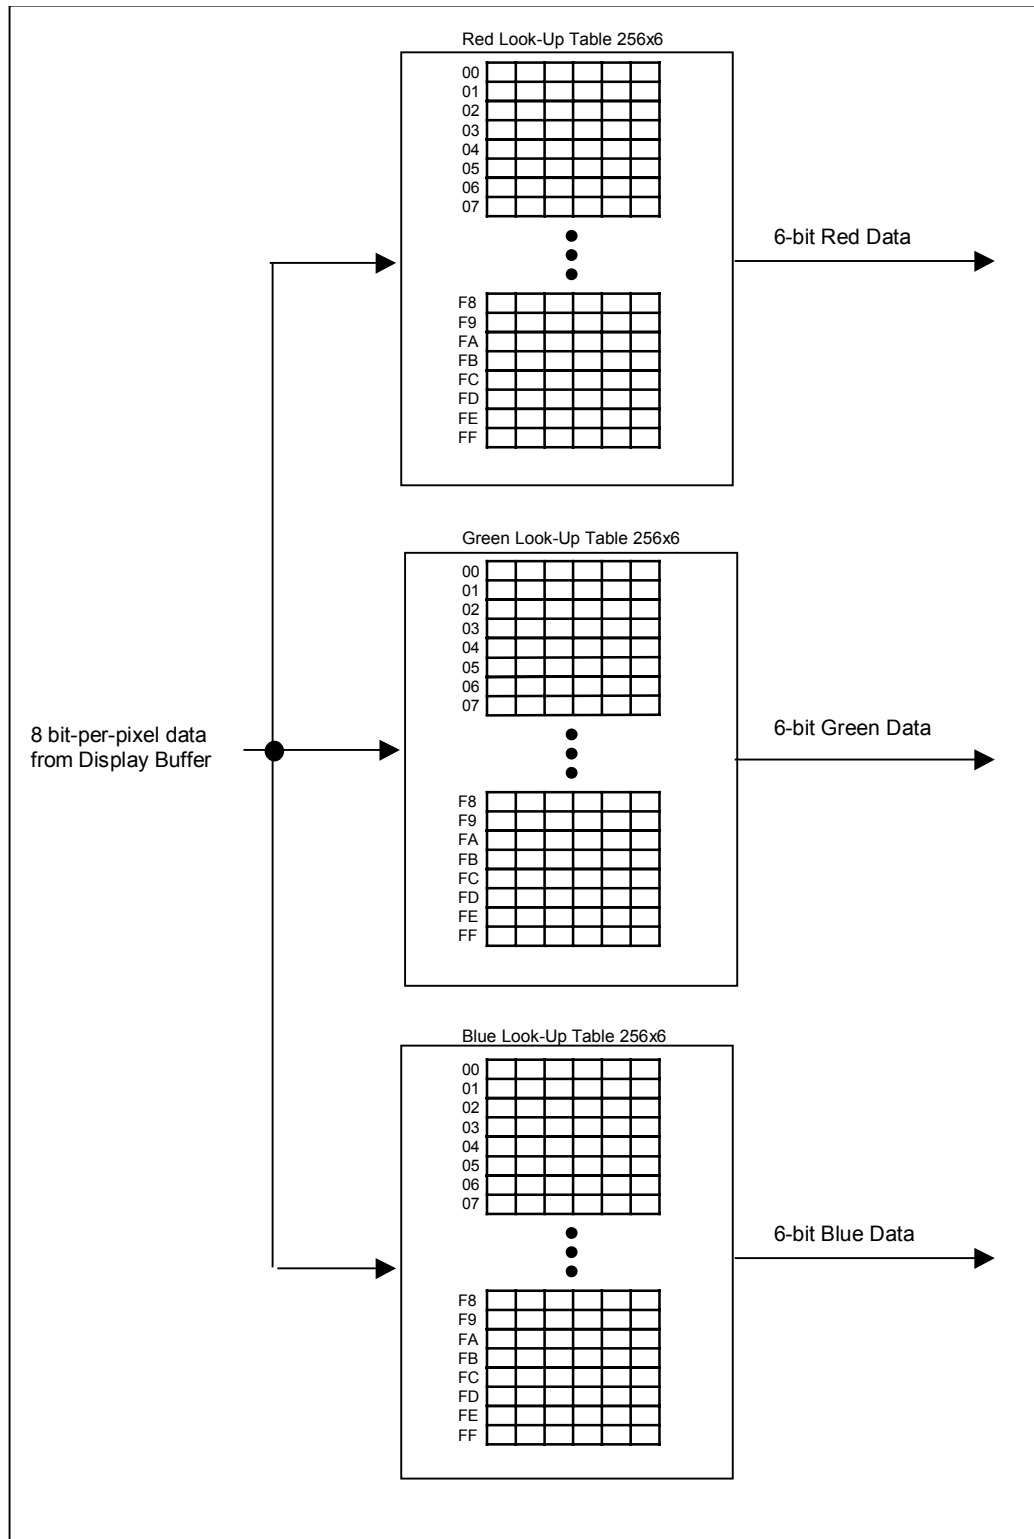 Red Look-Up Table 256x6
00
01
02
03
04
05
06
07
6-bit Red Data
F8
F9
FA
FB
FC
FD
FE
FF
Green Look-Up Table 256x6
00
01
02
03
04
05
06
07
8 bit-per-pixel data
from Display Buffer
6-bit Green Data
F8
F9
FA
FB
FC
FD
FE
FF
Blue Look-Up Table 256x6
00
01
02
03
04
05
06
07
6-bit Blue Data
F8
F9
FA
FB
FC
FD
FE
FF